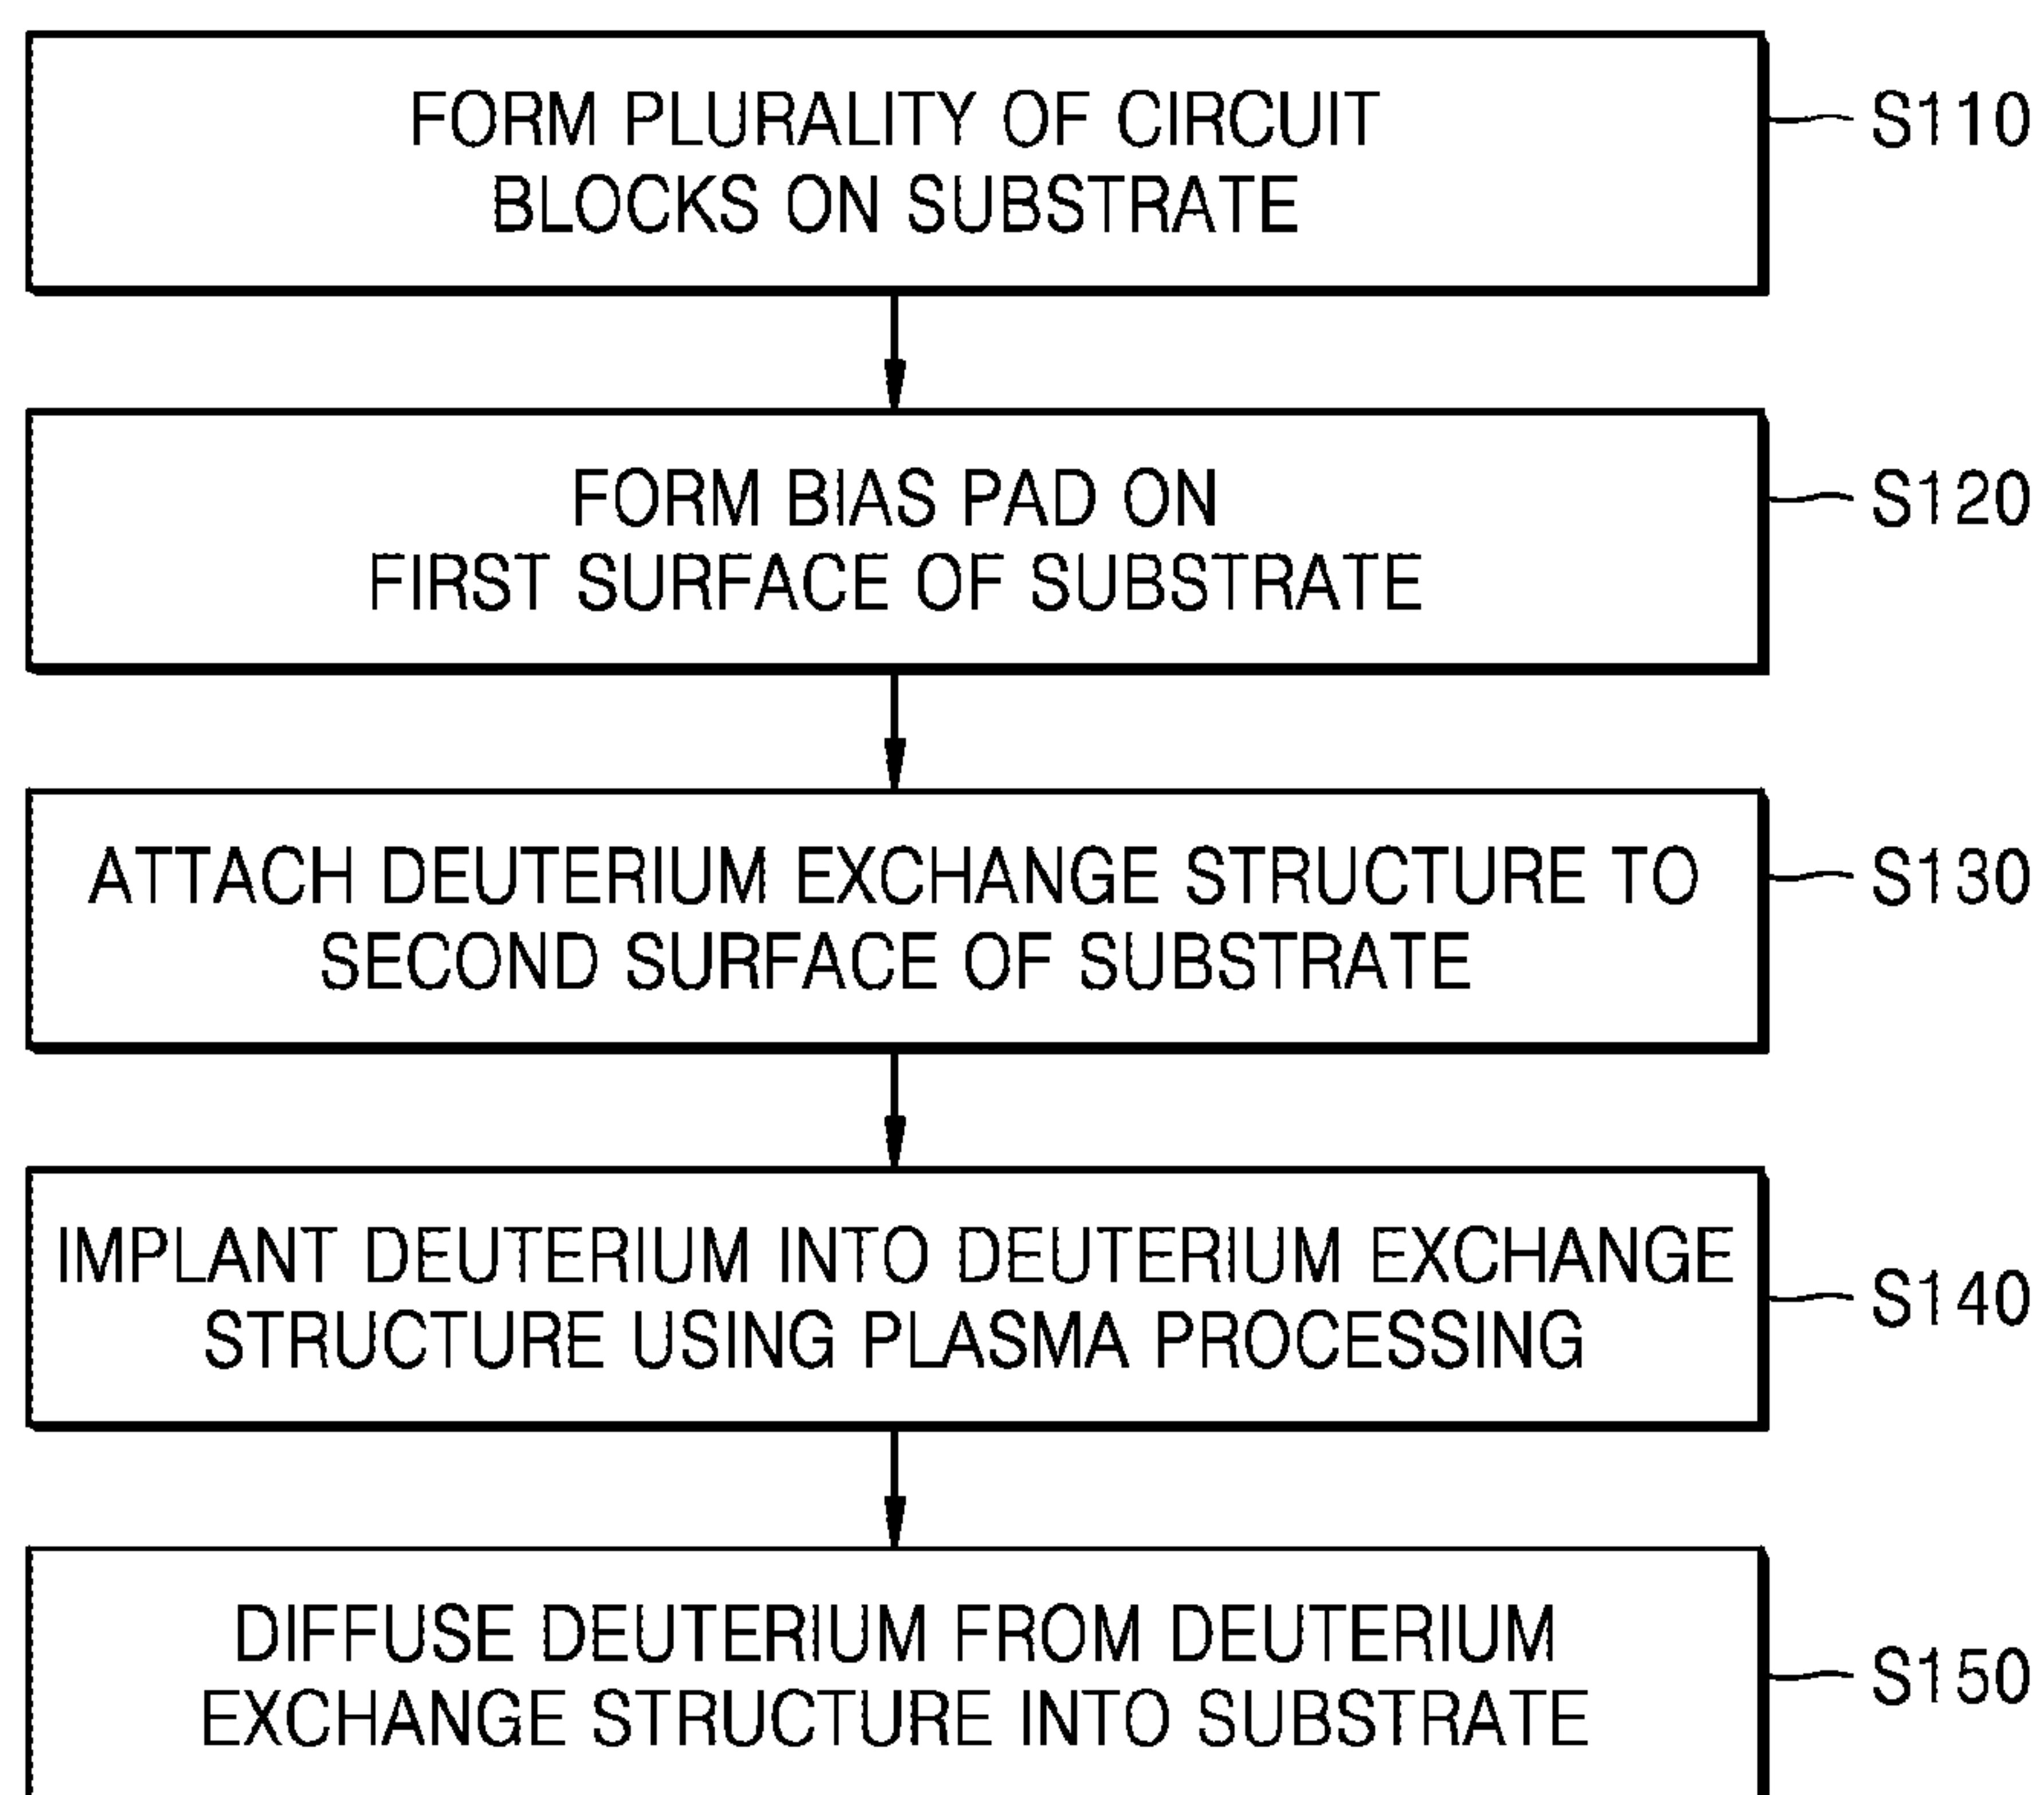 FORM PLURALITY OF CIRCUIT
BLOCKS ON SUBSTRATE
S110
FORM BIAS PAD ON
FIRST SURFACE OF SUBSTRATE
S120
ATTACH DEUTERIUM EXCHANGE STRUCTURE TO
SECOND SURFACE OF SUBSTRATE
S130
IMPLANT DEUTERIUM INTO DEUTERIUM EXCHANGE
STRUCTURE USING PLASMA PROCESSING
S140
DIFFUSE DEUTERIUM FROM DEUTERIUM
EXCHANGE STRUCTURE INTO SUBSTRATE
S150